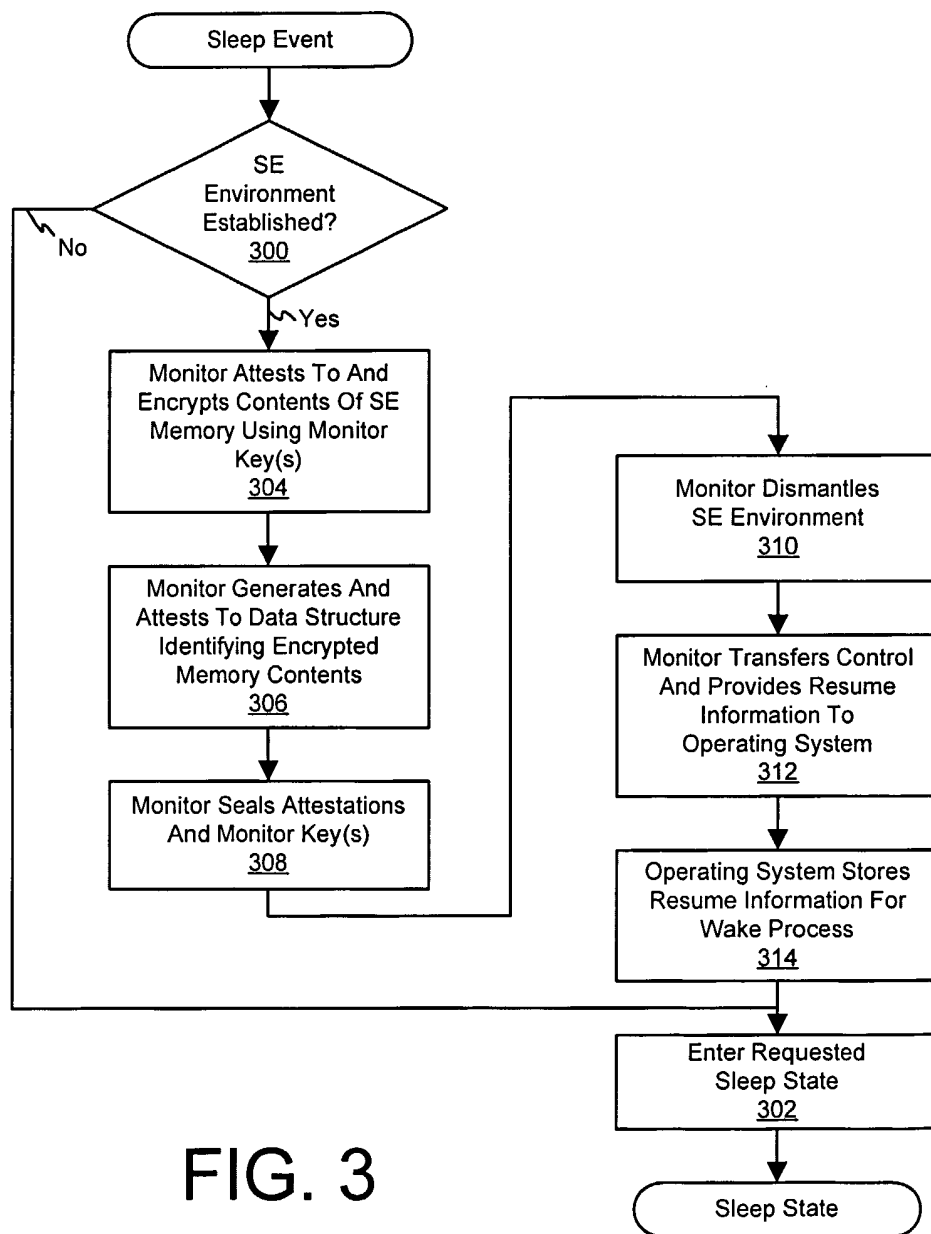 Sleep Event
SE
Environment
Established?
300
No
Yes
Monitor Attests To And
Encrypts Contents Of SE
Memory Using Monitor
Key(s)
304
Monitor Generates And
Attests To Data Structure
Identifying Encrypted
Memory Contents
306
Monitor Seals Attestations
And Monitor Key(s)
308
Monitor Dismantles
SE Environment
310
Monitor Transfers Control
And Provides Resume
Information To
Operating System
312
Operating System Stores
Resume Information For
Wake Process
314
Enter Requested
Sleep State
302
Sleep State
FIG. 3